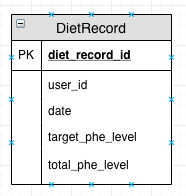 DietRecord
PK diet_record_id
user_id
date
target_phe_level
total_phe_level